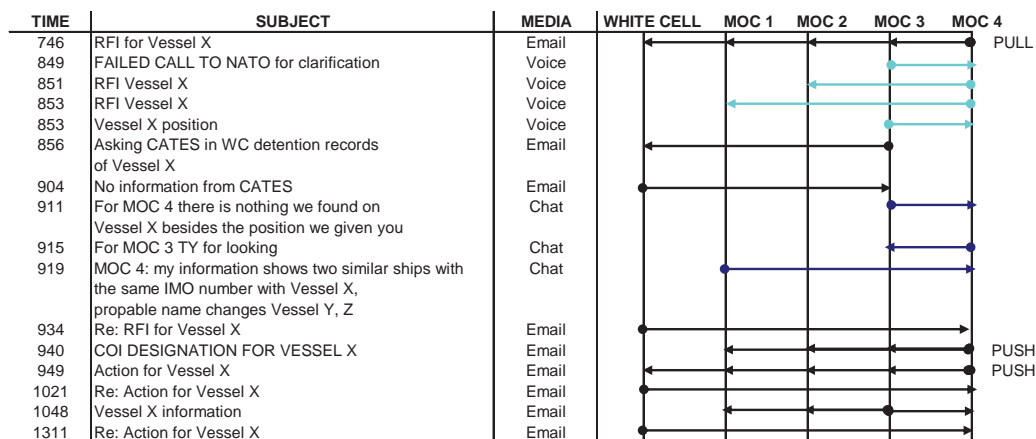 TIME SUBJECT MEDIA WHITE CELL MOC 1 MOC 2 MOC 3 MOC 4
746 RFI for Vessel X Email PULL
849 FAILED CALL TO NATO for clarification Voice
851 RFI Vessel X Voice
853 RFI Vessel X Voice
853 Vessel X position Voice
856 Asking CATES in WC detention records Email
of Vessel X
904 No information from CATES Email
911 For MOC 4 there is nothing we found on Chat
Vessel X besides the position we given you
915 For MOC 3 TY for looking Chat
919 MOC 4: my information shows two similar ships with Chat
the same IMO number with Vessel X,
propable name changes Vessel Y, Z
934 Re: RFI for Vessel X Email
940 COI DESIGNATION FOR VESSEL X Email PUSH
949 Action for Vessel X Email PUSH
1021 Re: Action for Vessel X Email
1048 Vessel X information Email
1311 Re: Action for Vessel X Email